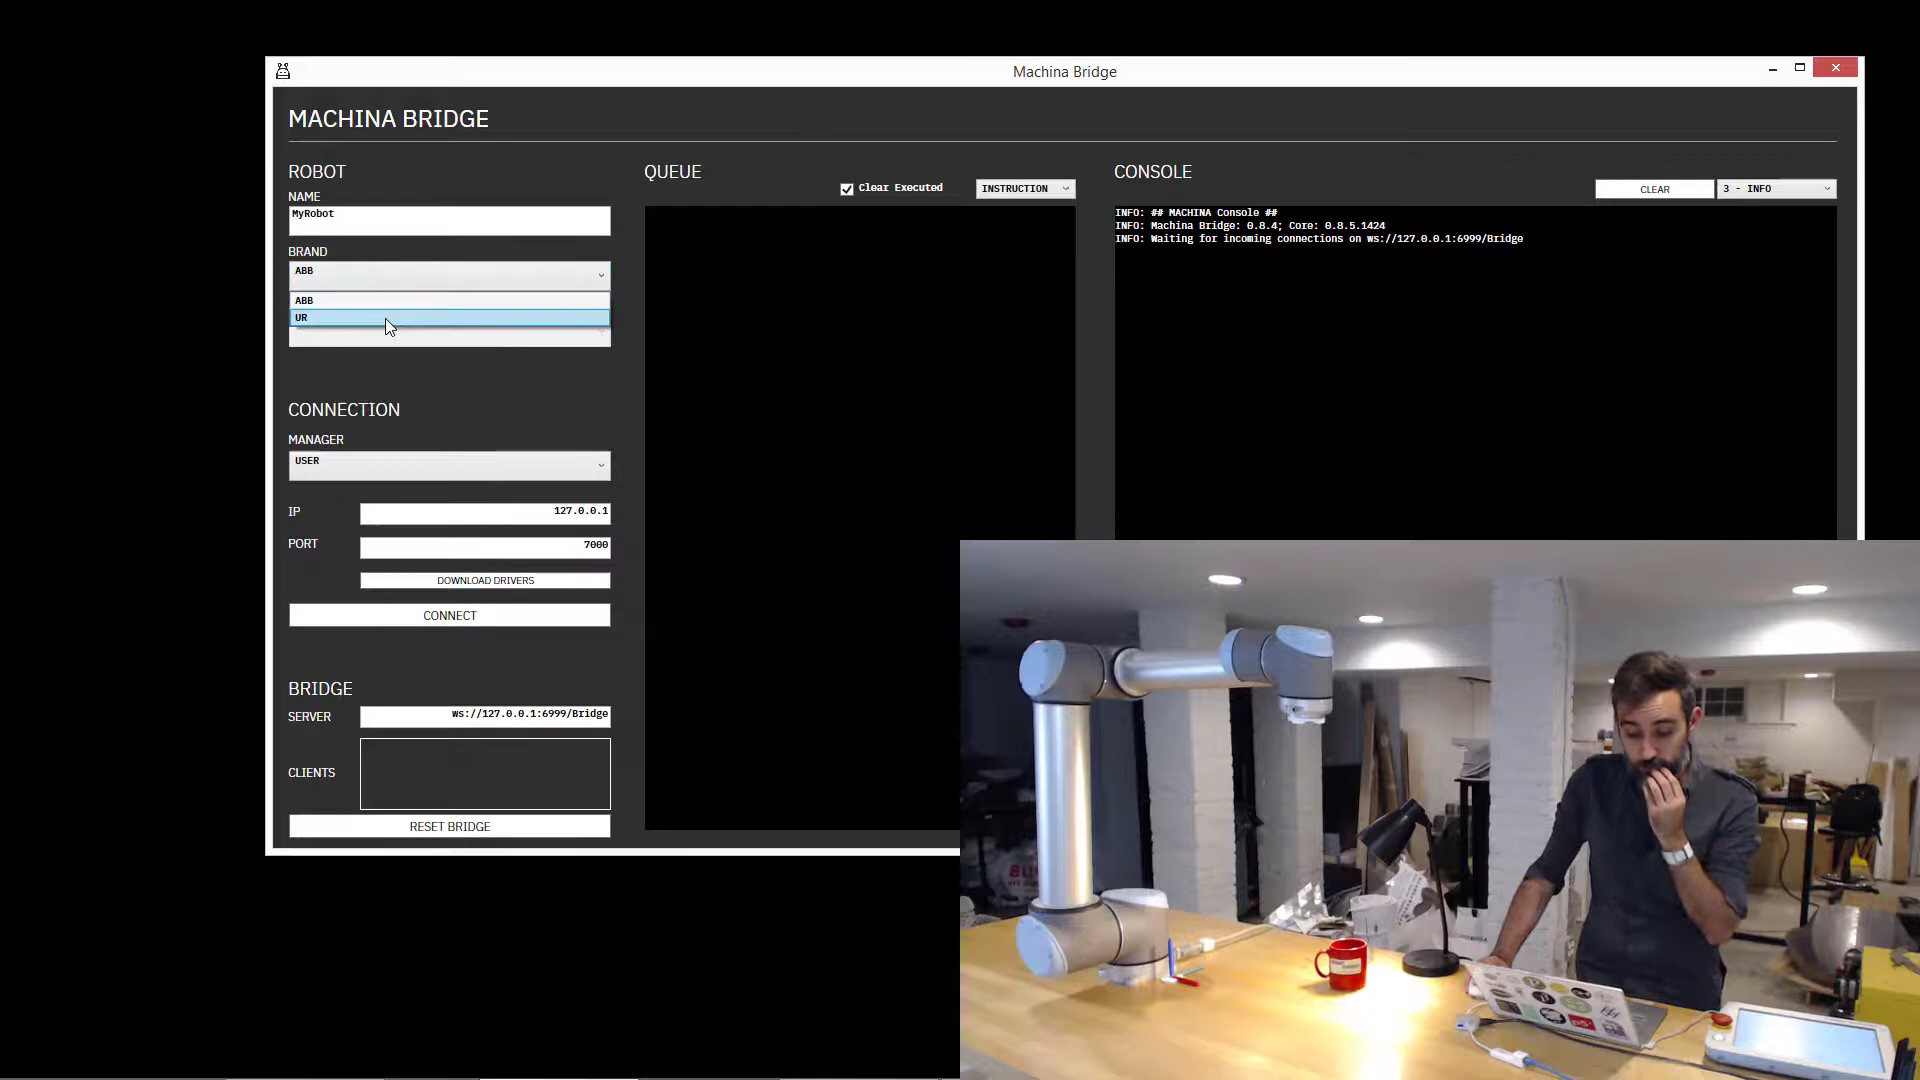 Machina Bridge
MACHINA BRIDGE
ROBOT
NAME
MyRobot
BRAND
ABB
ABB
UR
CONNECTION
MANAGER
USER
IP
127.0.0.1
PORT
7000
DOWNLOAD DRIVERS
CONNECT
BRIDGE
SERVER
ws://127.0.0.1:6999/Bridge
CLIENTS
RESET BRIDGE
QUEUE
Clear Executed
INSTRUCTION
CONSOLE
CLEAR
3 - INFO
INFO: ## MACHINA Console ##
INFO: Machina Bridge: 0.8.4; Core: 0.8.5.1424
INFO: Waiting for incoming connections on ws://127.0.0.1:6999/Bridge